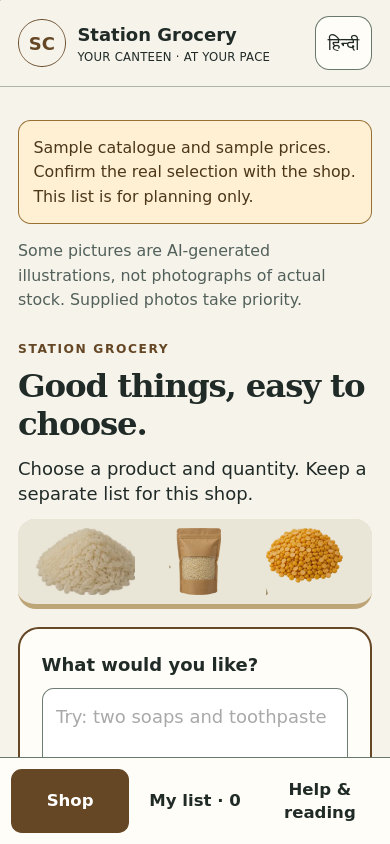 SC
Station Grocery
YOUR CANTEEN · AT YOUR PACE
हिन्दी
Sample catalogue and sample prices.
Confirm the real selection with the shop.
This list is for planning only.
Some pictures are AI-generated
illustrations, not photographs of actual
stock. Supplied photos take priority.
STATION GROCERY
Good things, easy to
choose.
Choose a product and quantity. Keep a
separate list for this shop.
What would you like?
Try: two soaps and toothpaste
Shop
My list · 0
Help &
reading